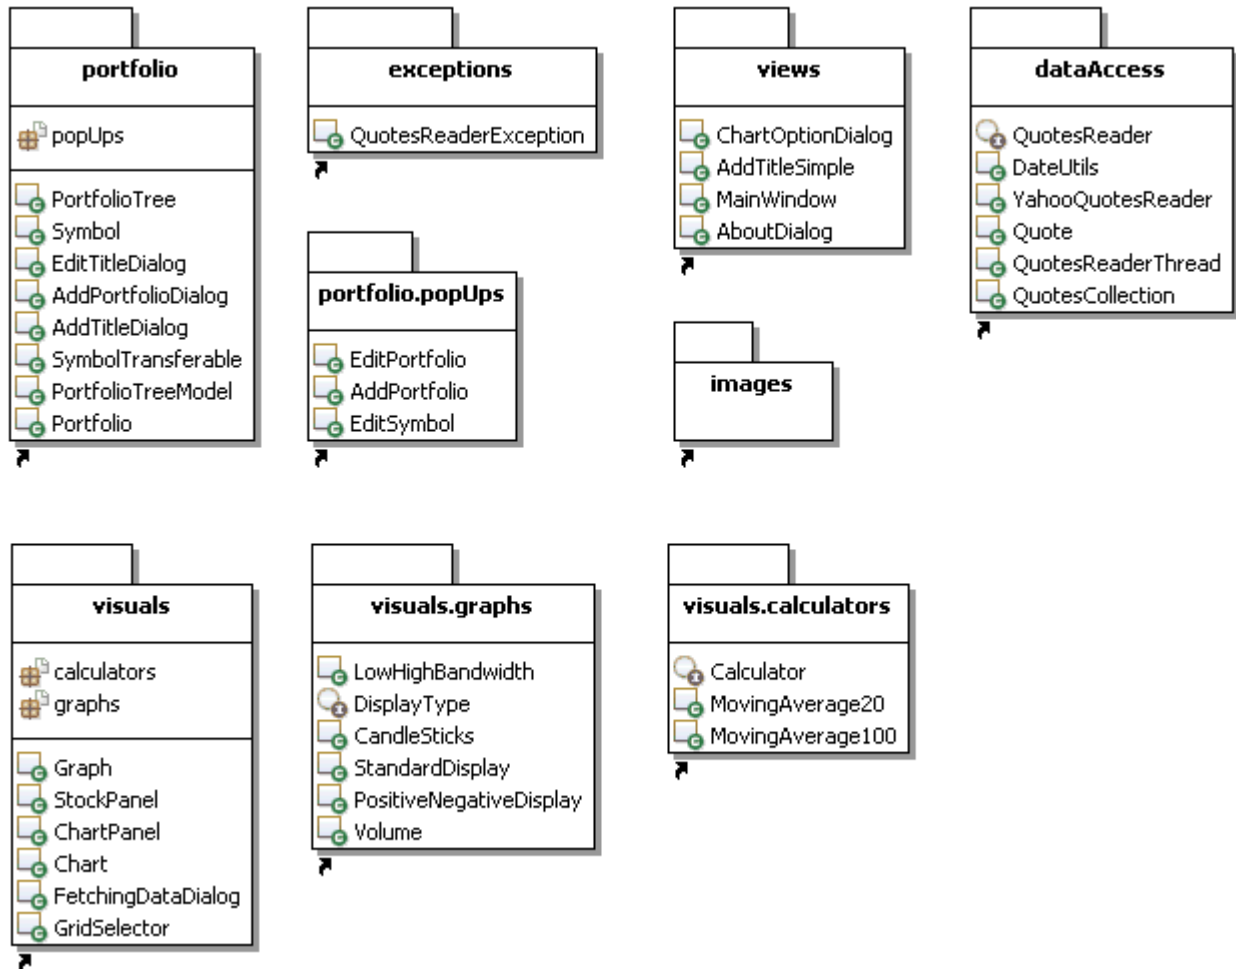 portfolio
popUps
PortfolioTree
Symbol
EditTitleDialog
AddPortfolioDialog
AddTitleDialog
SymbolTransferable
PortfolioTreeModel
Portfolio
exceptions
QuotesReaderException
portfolio.popUps
EditPortfolio
AddPortfolio
EditSymbol
views
ChartOptionDialog
AddTitleSimple
MainWindow
AboutDialog
images
dataAccess
QuotesReader
DateUtils
YahooQuotesReader
Quote
QuotesReaderThread
QuotesCollection
visuals
calculators
graphs
Graph
StockPanel
ChartPanel
Chart
FetchingDataDialog
GridSelector
visuals.graphs
LowHighBandwidth
DisplayType
CandleSticks
StandardDisplay
PositiveNegativeDisplay
Volume
visuals.calculators
Calculator
MovingAverage20
MovingAverage100